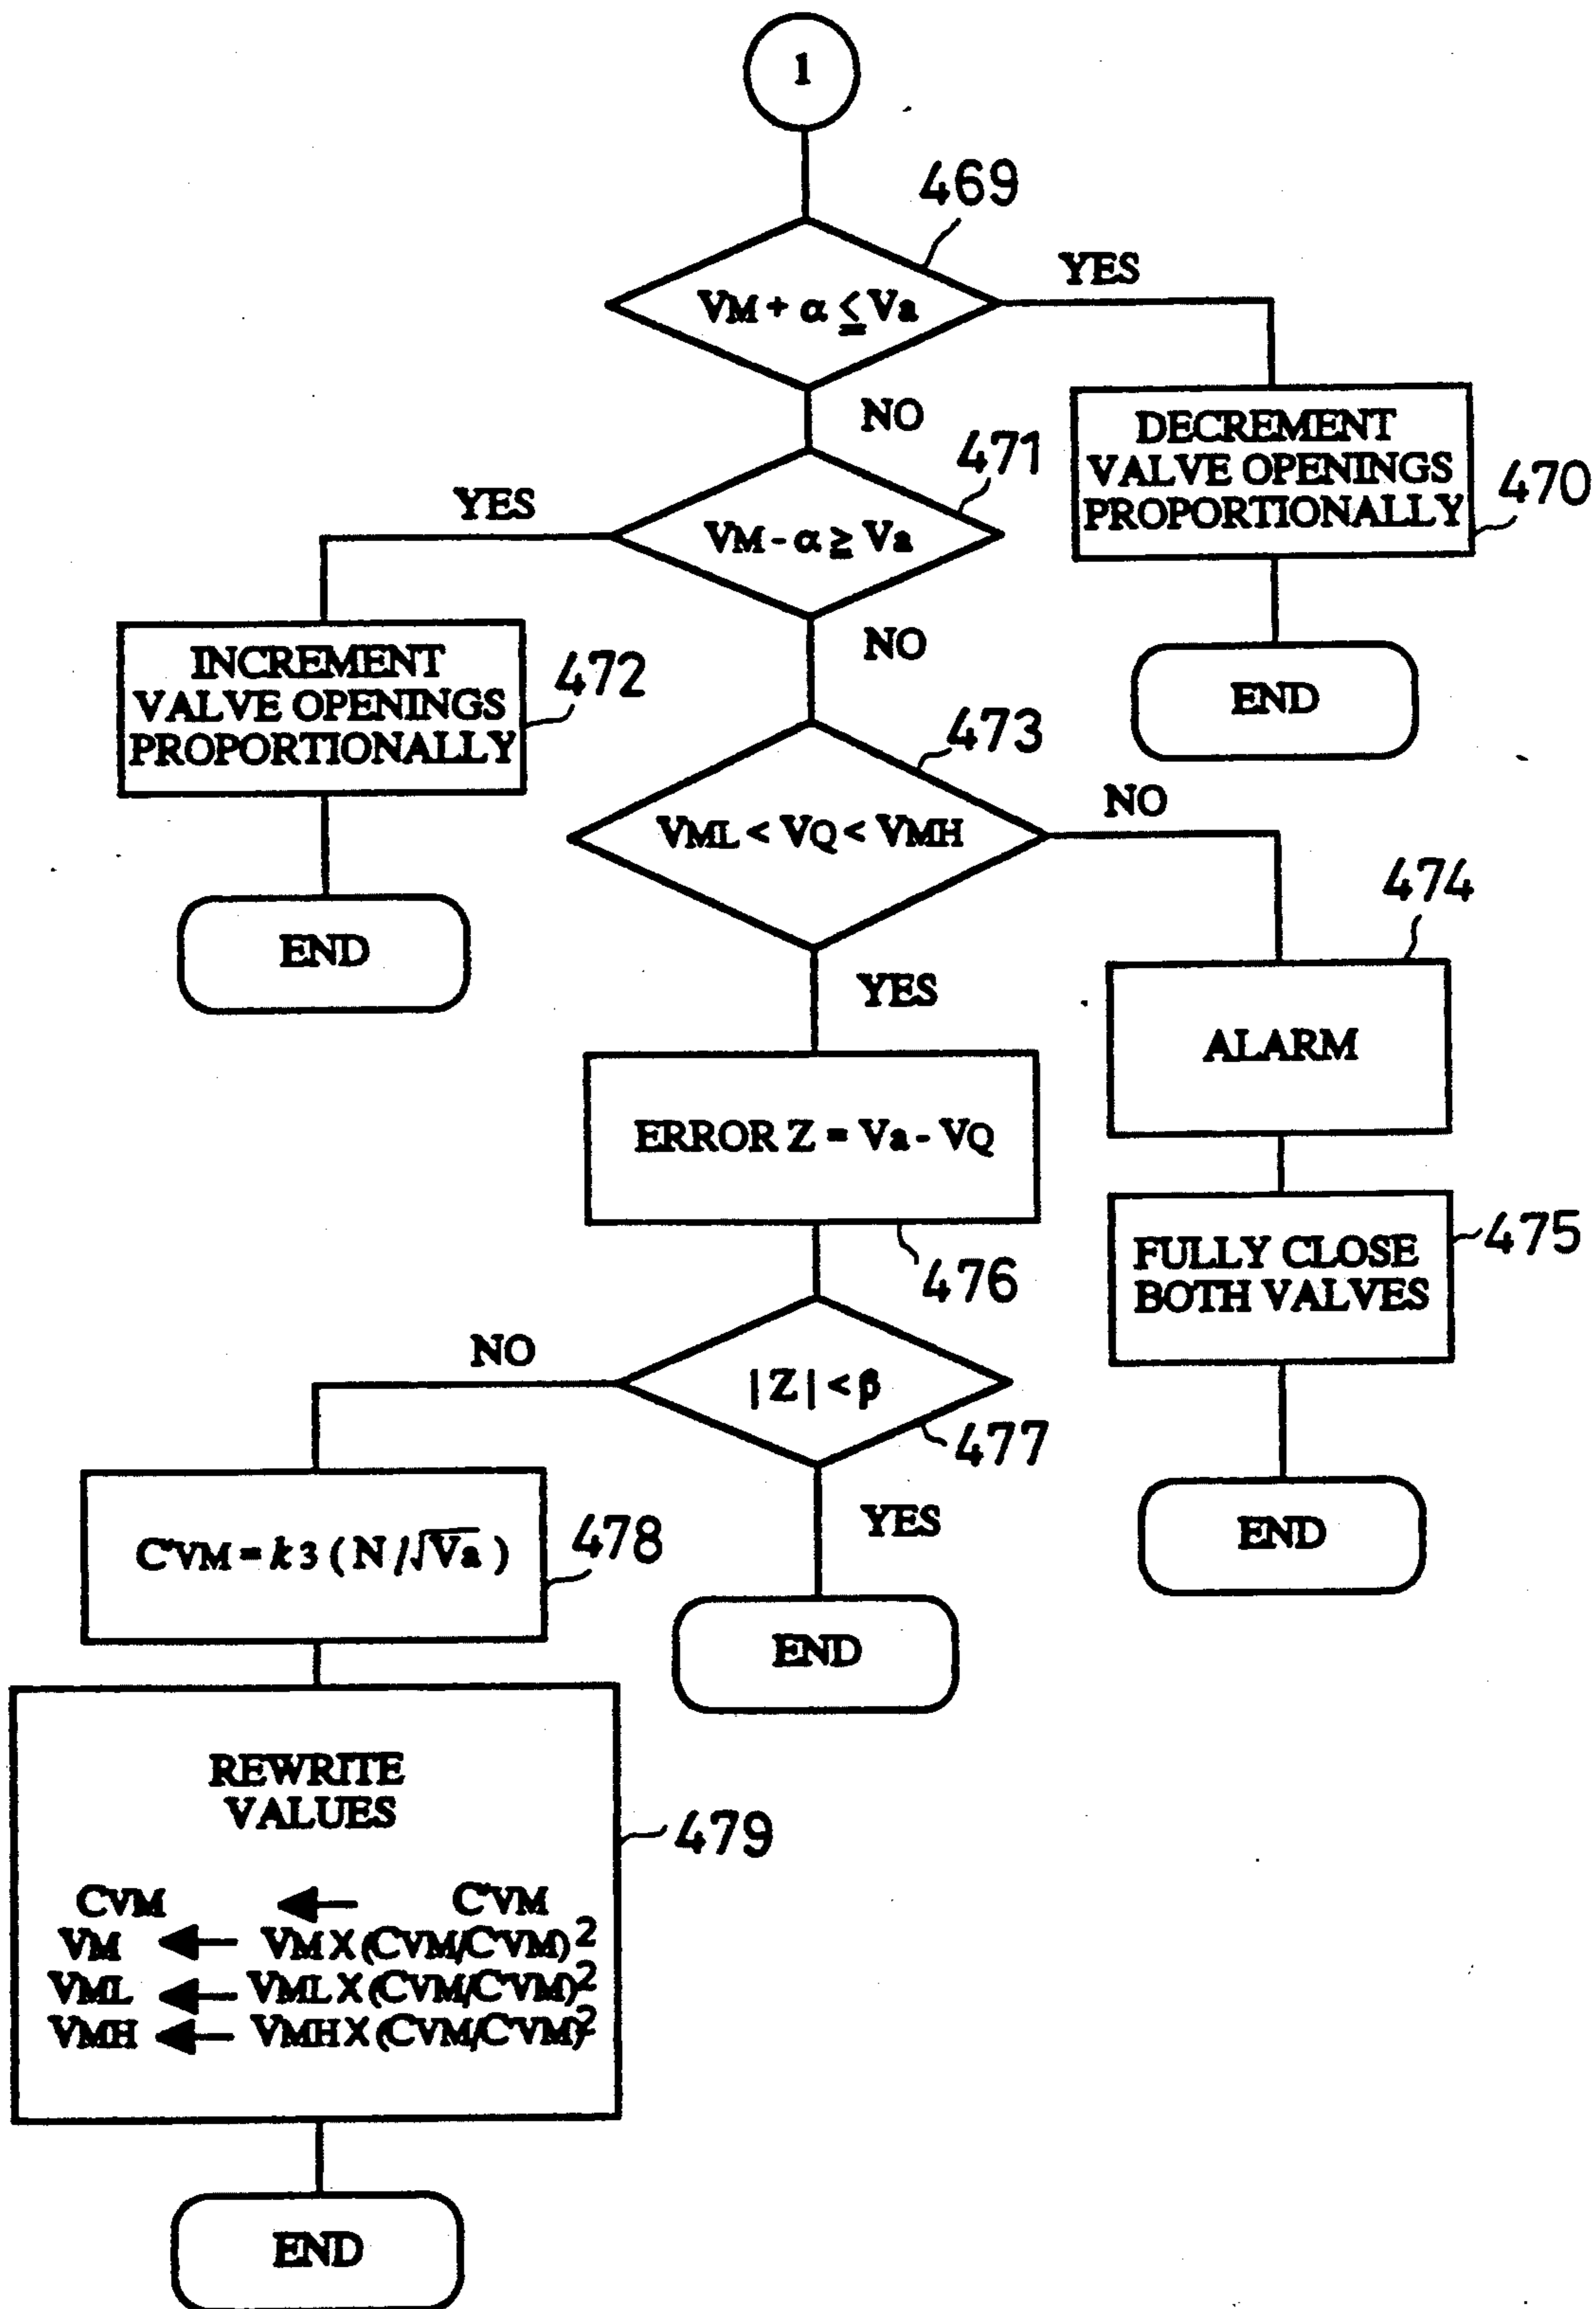 1
469
YES
VM + α ≦ Va
NO
DECREMENT
VALVE OPENINGS
PROPORTIONALLY
470
471
YES
VM - α ≥ Va
NO
END
INCREMENT
VALVE OPENINGS
PROPORTIONALLY
472
473
NO
VML < VQ < VMH
END
474
YES
ALARM
ERROR Z = Va - VQ
476
FULLY CLOSE
BOTH VALVES
475
NO
|Z| < β
477
YES
END
C'VM = k3 (N/√Va)
478
END
REWRITE
VALUES
479
CVM ← C'VM
VM ← VM X (CVM/C'VM)²
VML ← VML X (CVM/C'VM)²
VMH ← VMH X (CVM/C'VM)²
END